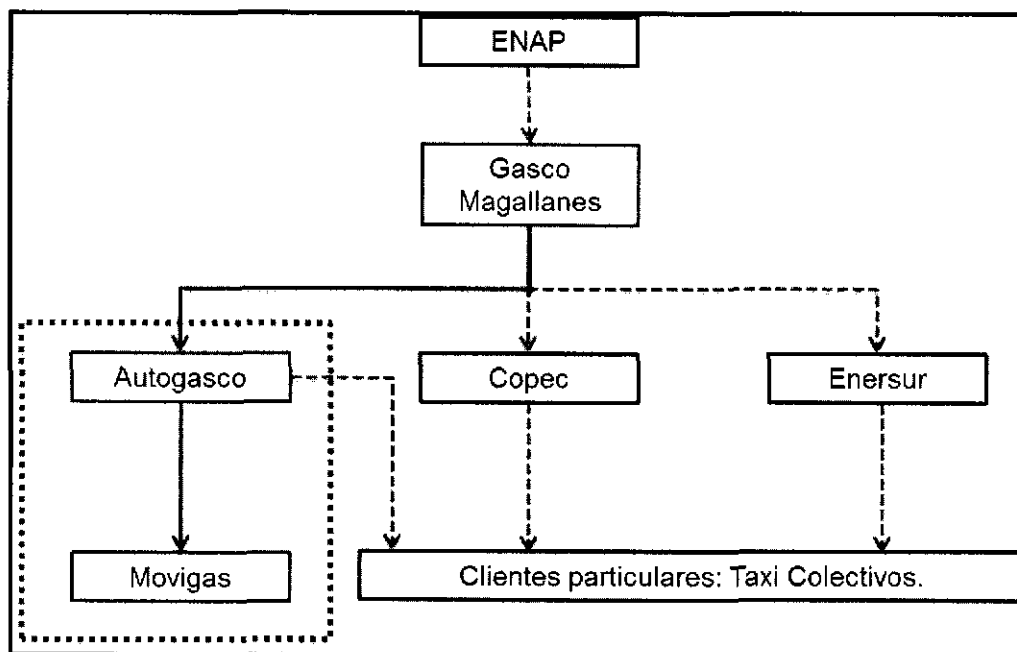 ENAP
Gasco
Magallanes
Autogasco
Copec
Enersur
Movigas
Clientes particulares: Taxi Colectivos.